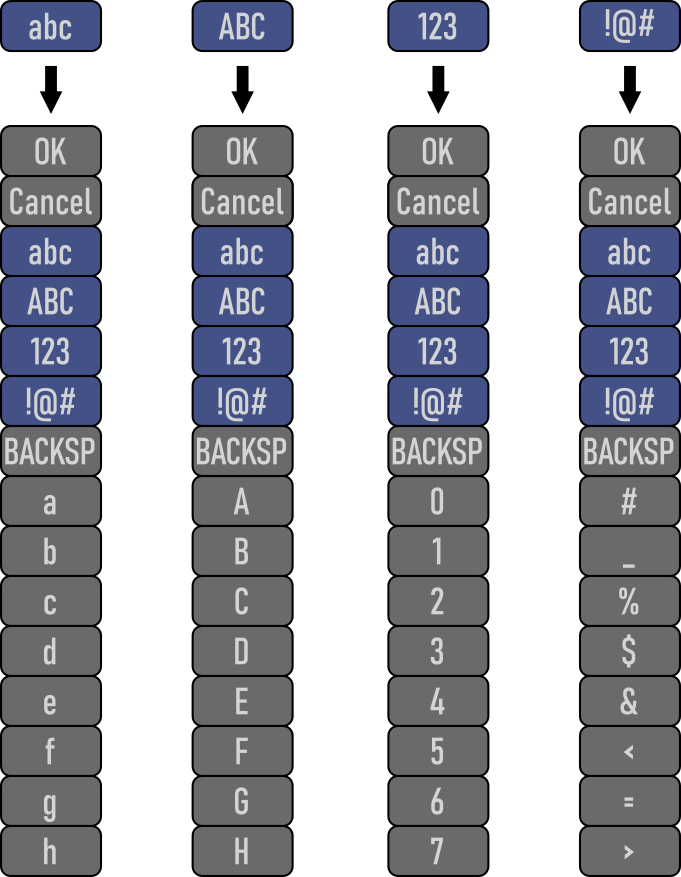 abc ABC 123 !@#
OK OK OK OK
Cancel Cancel Cancel Cancel
abc abc abc abc
ABC ABC ABC ABC
123 123 123 123
!@# !@# !@# !@#
BACKSP BACKSP BACKSP BACKSP
a A 0 #
b B 1 _
c C 2 %
d D 3 $
e E 4 &
f F 5 <
g G 6 =
h H 7 >